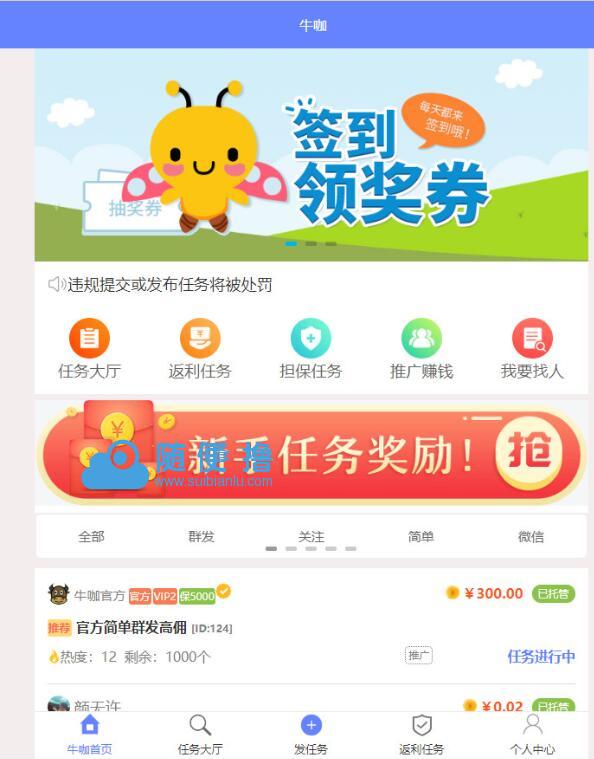 牛咖
每天都来
签到哦！
签到
领奖券
抽奖券
违规提交或发布任务将被处罚
任务大厅 返利任务 担保任务 推广赚钱 我要找人
新手任务奖励！ 抢
随便撸
www.suibianlu.com
全部 群发 关注 简单 微信
牛咖官方 官方 VIP2 保5000 ￥300.00 已托管
推荐 官方简单群发高佣 [ID:124]
热度：12 剩余：1000个 推广 任务进行中
颜无许 ￥0.02 已托管
牛咖首页 任务大厅 发任务 返利任务 个人中心